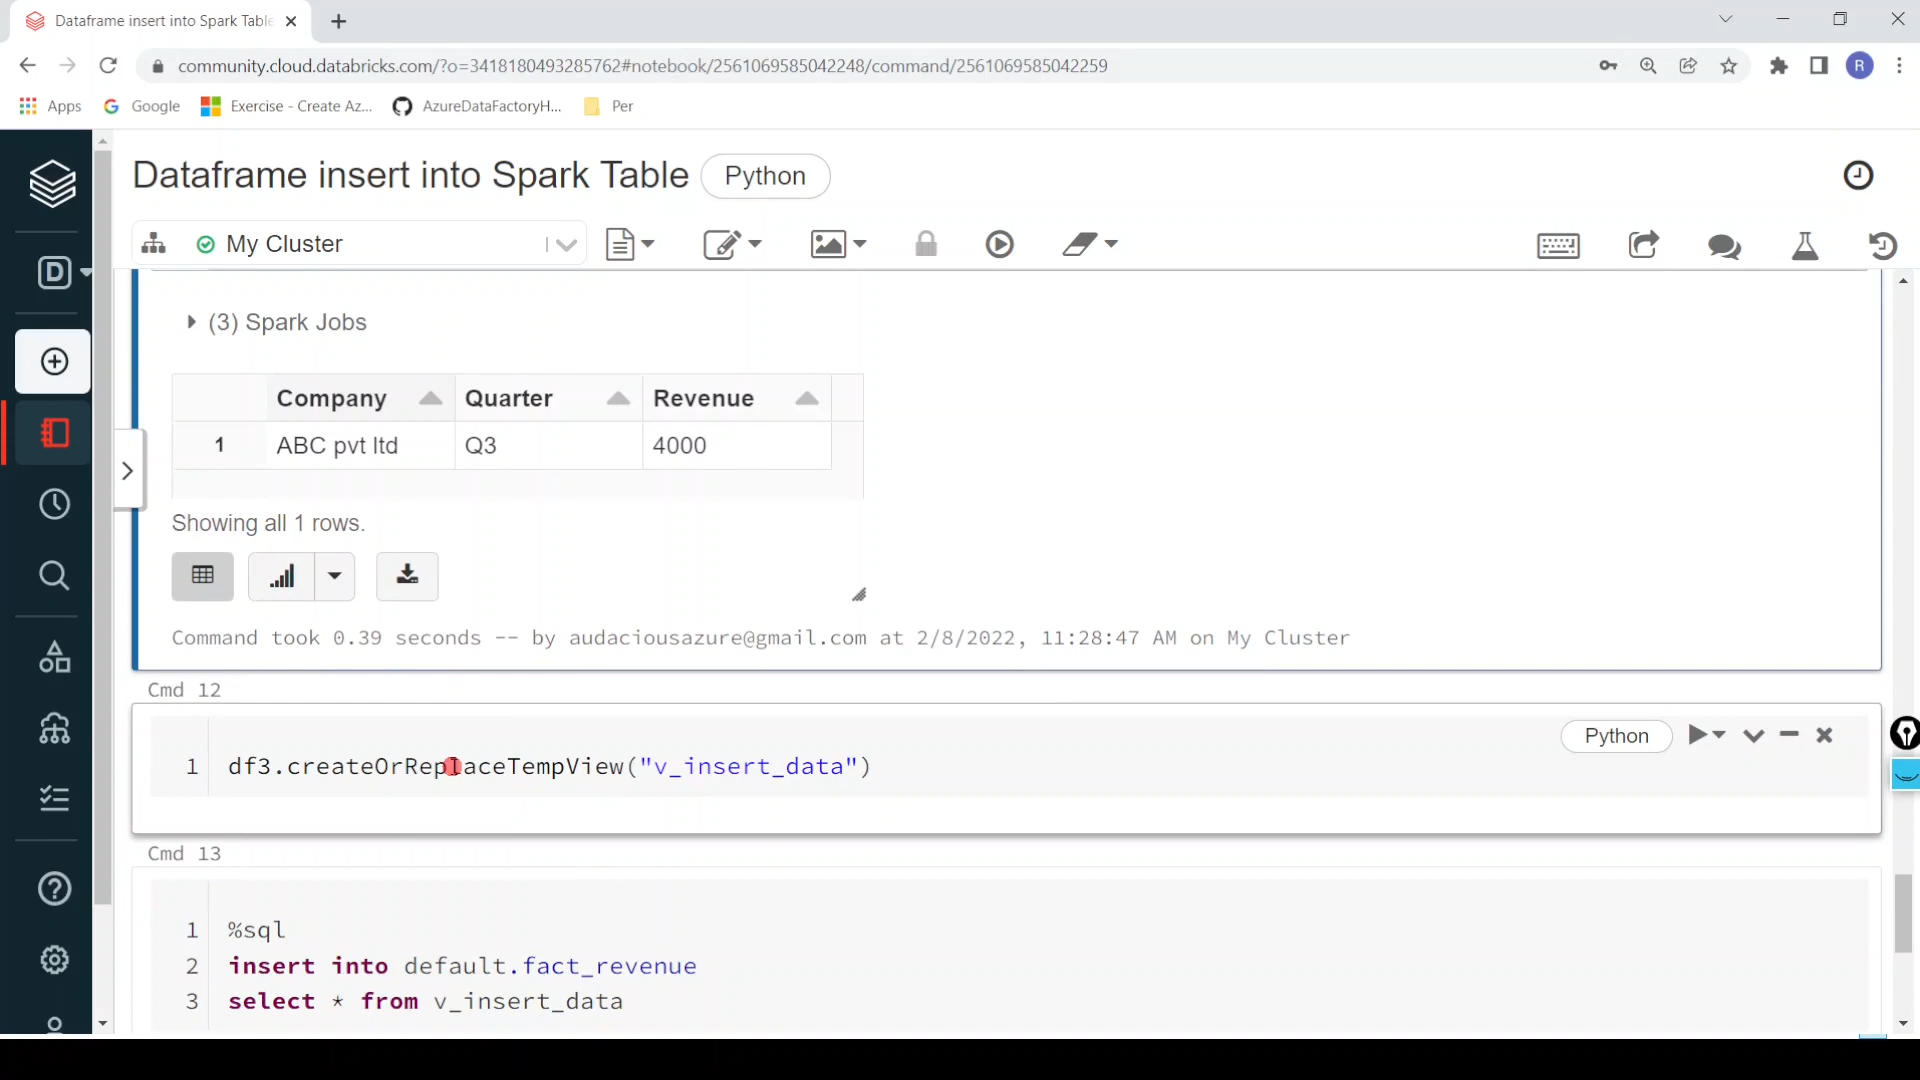 Dataframe insert into Spark Table
community.cloud.databricks.com/?o=3418180493285762#notebook/2561069585042248/command/2561069585042259
R
Apps
Google
Exercise - Create Az...
AzureDataFactoryH...
Per
Dataframe insert into Spark Table
Python
D
My Cluster
(3) Spark Jobs
Company Quarter Revenue
1 ABC pvt ltd Q3 4000
Showing all 1 rows.
Command took 0.39 seconds -- by audaciousazure@gmail.com at 2/8/2022, 11:28:47 AM on My Cluster
Cmd 12
Python
1 df3.createOrReplaceTempView("v_insert_data")
Cmd 13
1 %sql
2 insert into default.fact_revenue
3 select * from v_insert_data